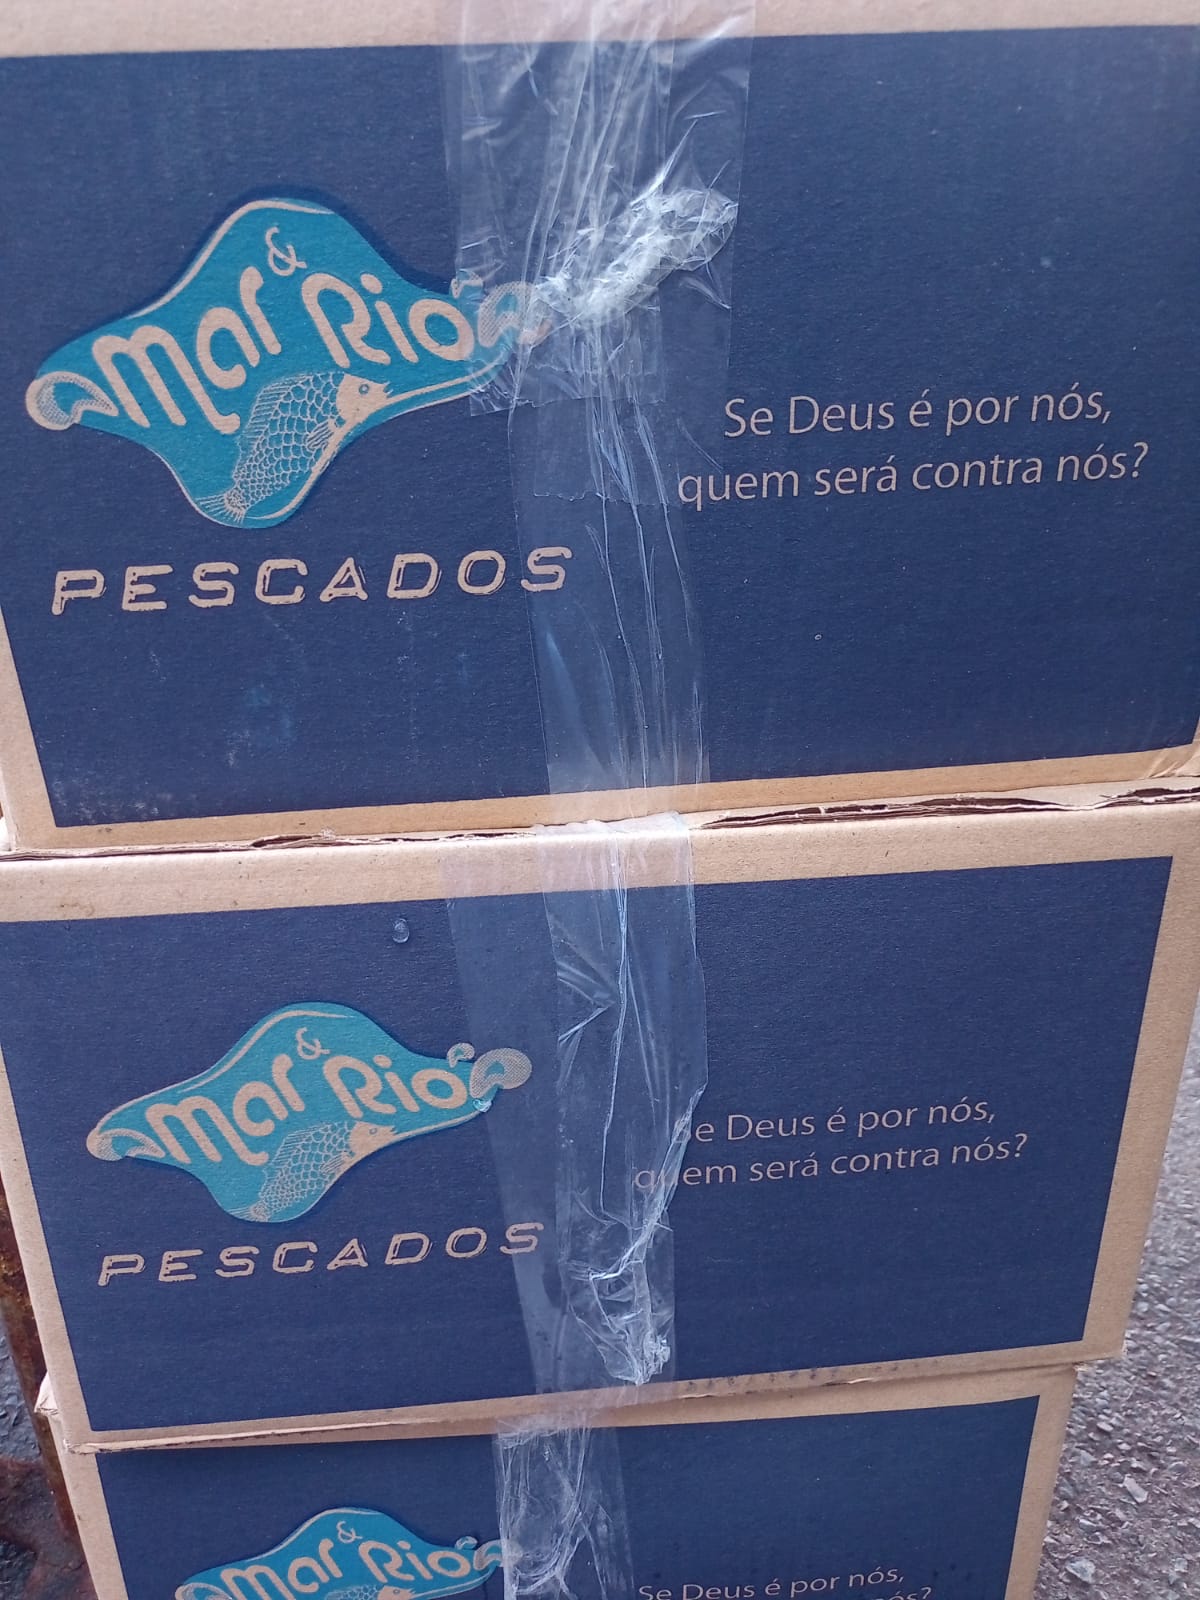 Mar & Rio
PESCADOS
Se Deus é por nós,
quem será contra nós?
Mar & Rio
PESCADOS
Se Deus é por nós,
quem será contra nós?
Mar & Rio
Se Deus é por nós,
nós?